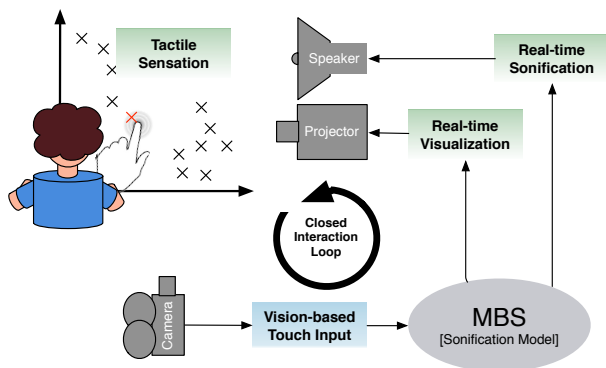 Tactile
Sensation
Speaker
Real-time
Sonification
Projector
Real-time
Visualization
Closed
Interaction
Loop
Camera
Vision-based
Touch Input
MBS
[Sonification Model]